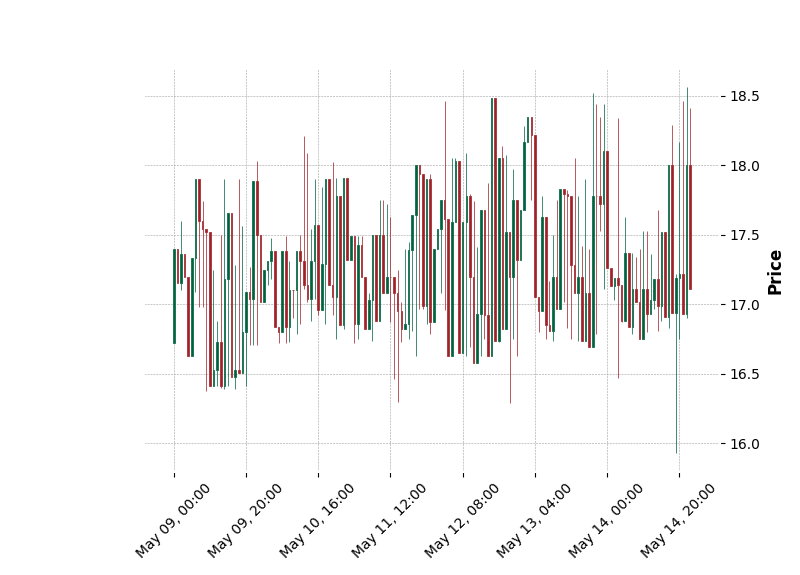 18.5
18.0
17.5
17.0
16.5
16.0
Price
May 09, 00:00
May 09, 20:00
May 10, 16:00
May 11, 12:00
May 12, 08:00
May 13, 04:00
May 14, 00:00
May 14, 20:00